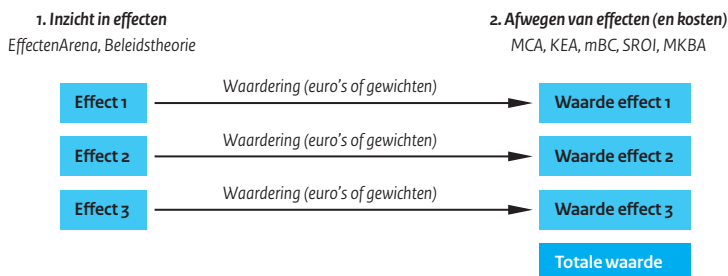 1. Inzicht in effecten
EffectenArena, Beleidstheorie
2. Afwegen van effecten (en kosten)
MCA, KEA, mBC, SROI, MKBA
Effect 1
Waardering (euro's of gewichten)
Waarde effect 1
Effect 2
Waardering (euro's of gewichten)
Waarde effect 2
Effect 3
Waardering (euro's of gewichten)
Waarde effect 3
Totale waarde